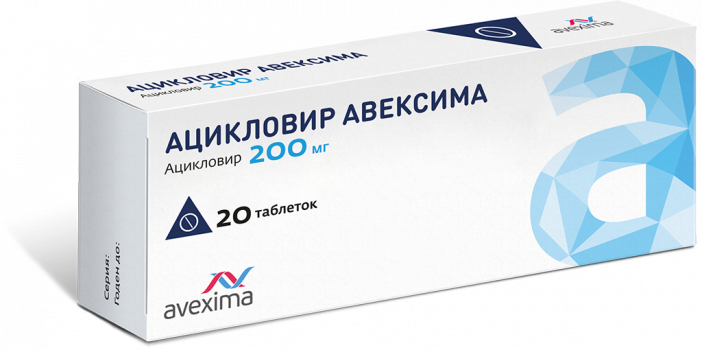 АЦИКЛОВИР АВЕКСИМА
Ацикловир 200 мг
avexima
АЦИКЛОВИР АВЕКСИМА
Ацикловир 200 мг
20 таблеток
avexima
Серия:
Годен до: